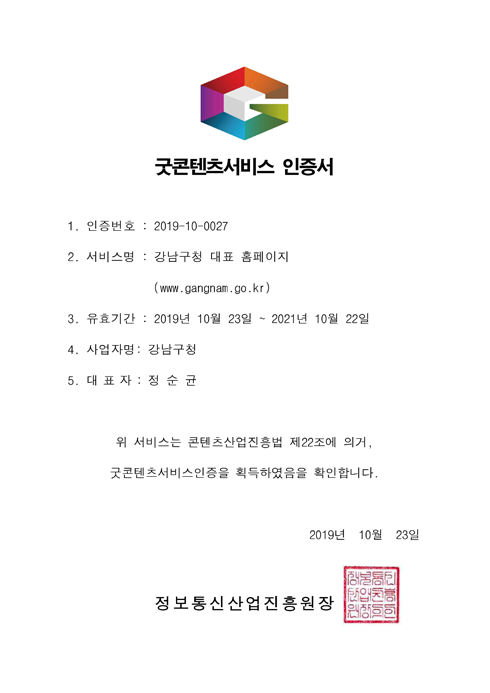 굿콘텐츠서비스 인증서
1. 인증번호 : 2019-10-0027
2. 서비스명 : 강남구청 대표 홈페이지
(www.gangnam.go.kr)
3. 유효기간 : 2019년 10월 23일 ~ 2021년 10월 22일
4. 사업자명: 강남구청
5. 대 표 자 : 정 순 균
위 서비스는 콘텐츠산업진흥법 제22조에 의거,
굿콘텐츠서비스인증을 획득하였음을 확인합니다.
2019년 10월 23일
정보통신산업진흥원장